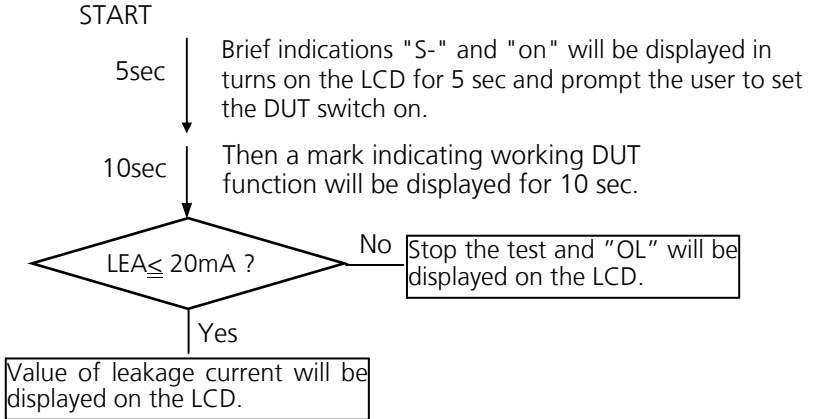 START
5sec
Brief indications "S-" and "on" will be displayed in
turns on the LCD for 5 sec and prompt the user to set
the DUT switch on.
10sec
Then a mark indicating working DUT
function will be displayed for 10 sec.
LEA≤ 20mA ?
No
Stop the test and "OL" will be
displayed on the LCD.
Yes
Value of leakage current will be
displayed on the LCD.